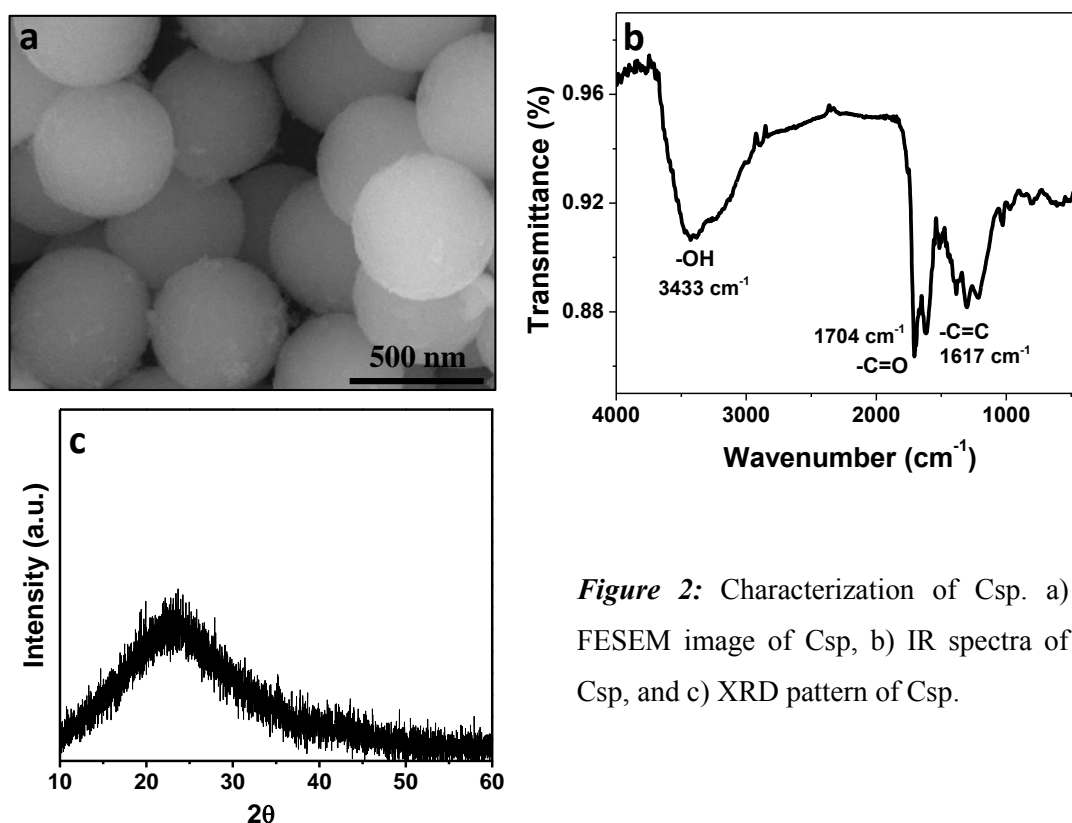 a
500 nm
b
Transmittance (%)
0.96
0.92
0.88
-OH
3433 cm⁻¹
1704 cm⁻¹
-C=O
-C=C
1617 cm⁻¹
4000 3000 2000 1000
Wavenumber (cm⁻¹)
c
Intensity (a.u.)
10 20 30 40 50 60
2θ
Figure 2: Characterization of Csp. a)
FESEM image of Csp, b) IR spectra of
Csp, and c) XRD pattern of Csp.